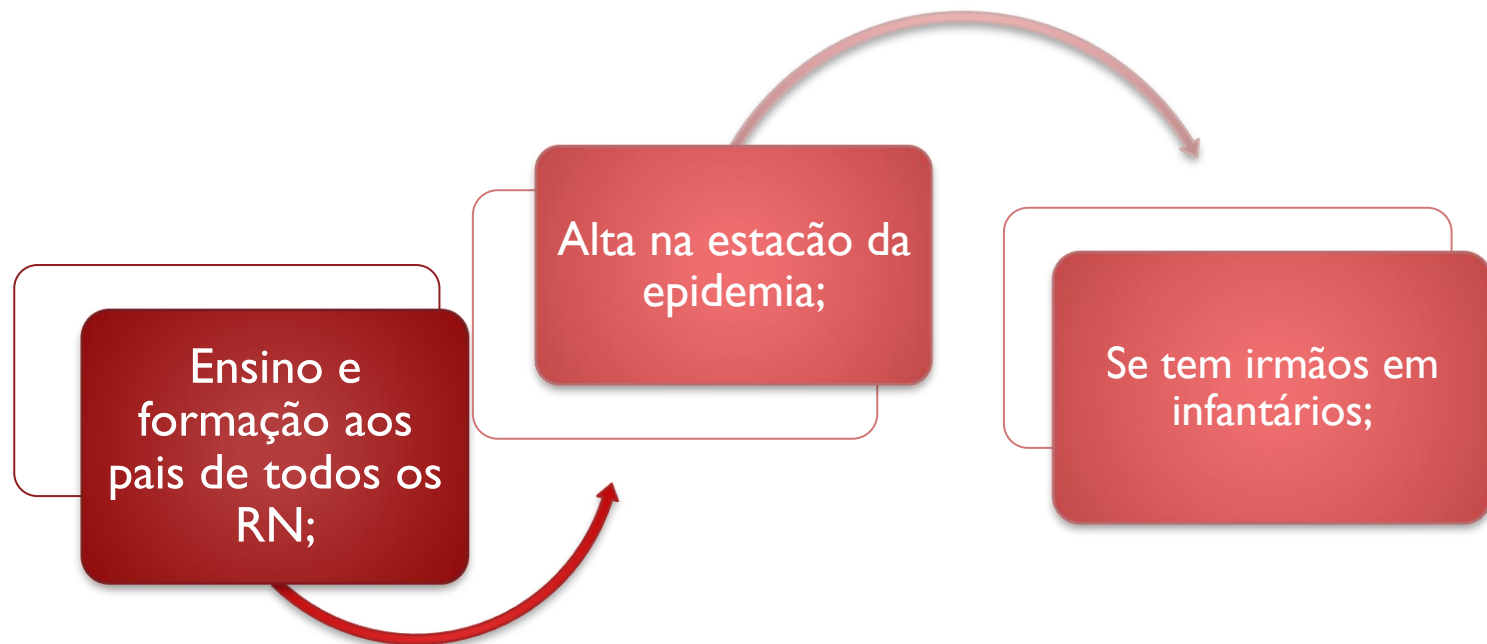 Ensino e
formação aos
pais de todos os
RN;
Alta na estacão da
epidemia;
Se tem irmãos em
infantários;